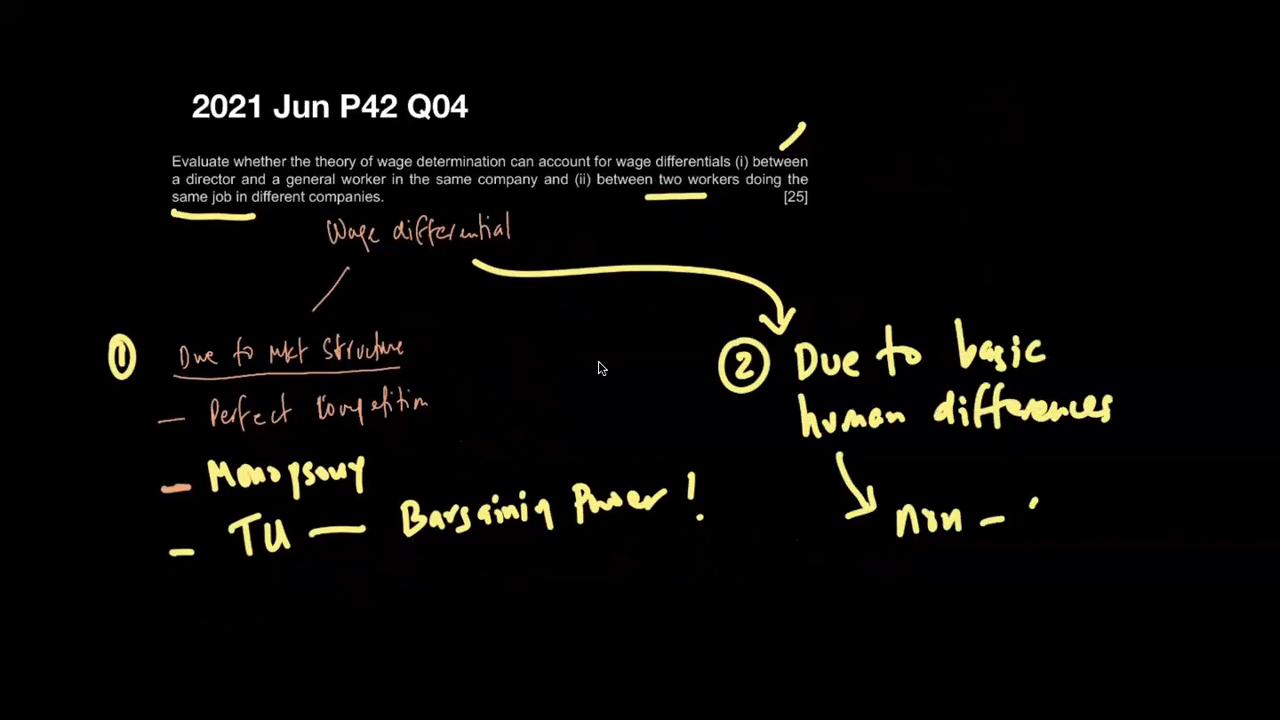 2021 Jun P42 Q04
Evaluate whether the theory of wage determination can account for wage differentials (i) between
a director and a general worker in the same company and (ii) between two workers doing the
same job in different companies. [25]
Wage differential
① Due to mkt structure
— Perfect Competition
— Monopsony
— TU — Bargaining Power!
② Due to basic
human differences
non -